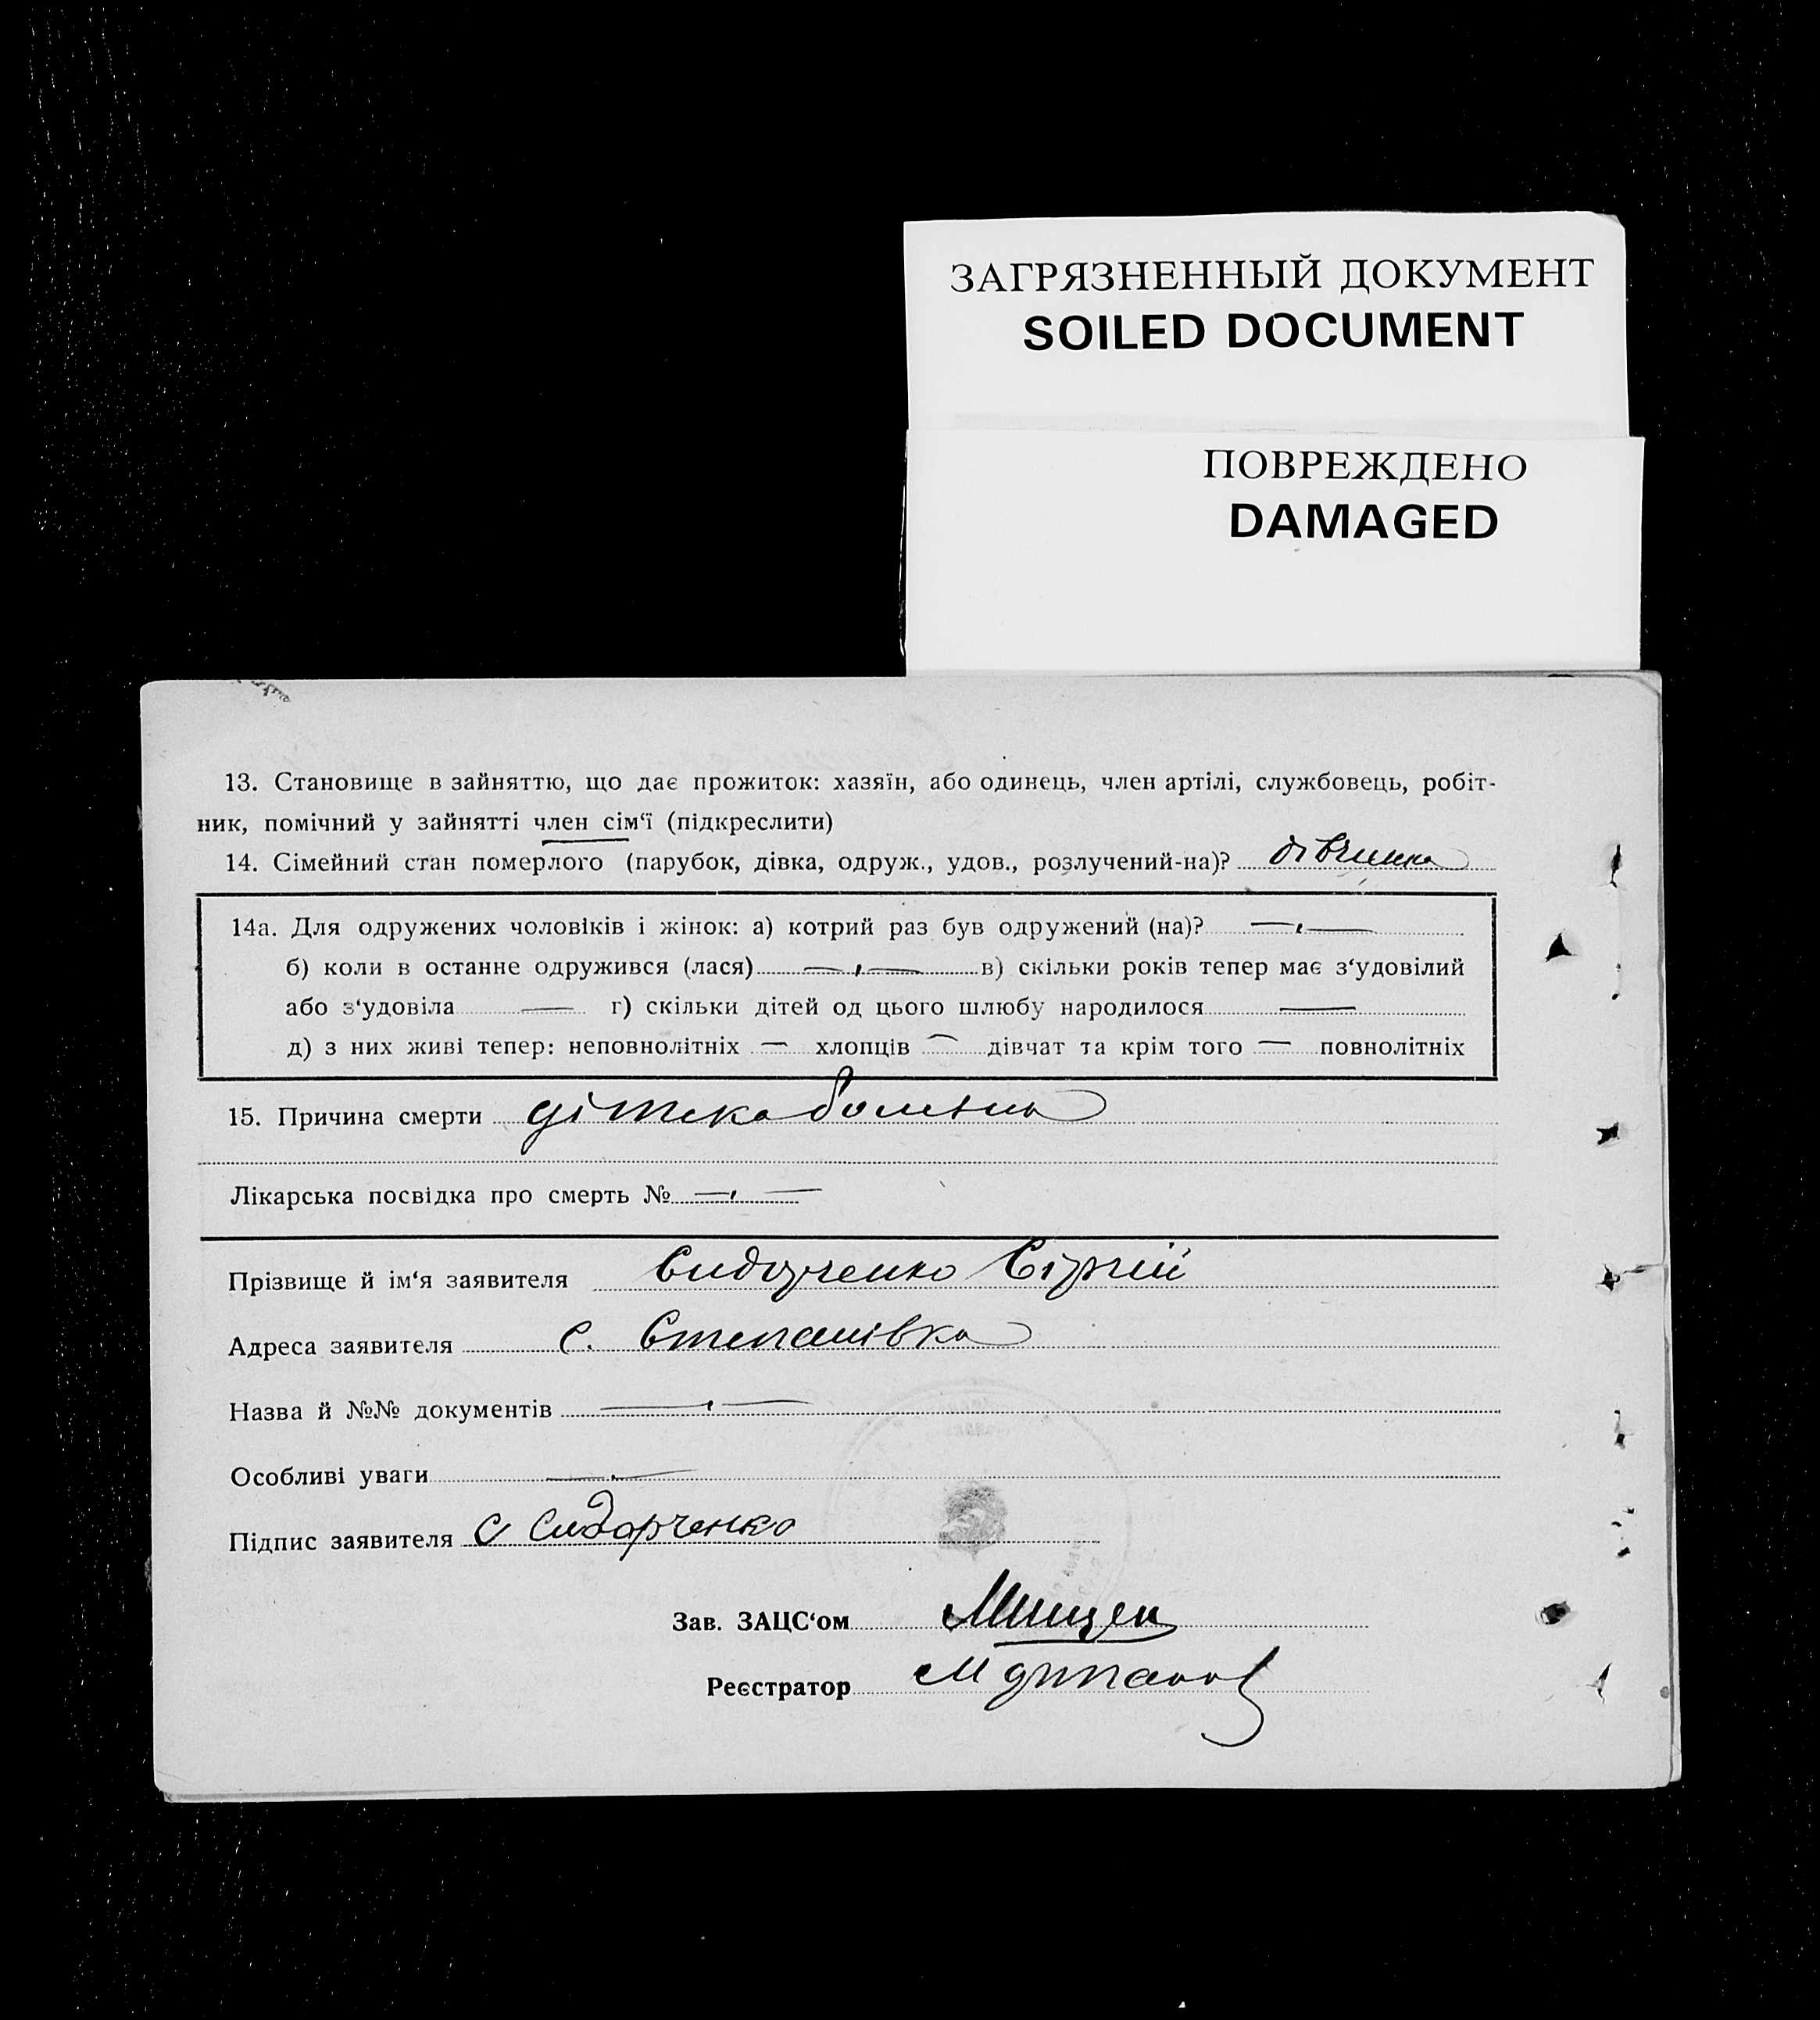 ЗАГРЯЗНЕННЫЙ ДОКУМЕНТ
SOILED DOCUMENT
ПОВРЕЖДЕНО
DAMAGED
13. Становище в зайняттю, що дає прожиток: хазяїн, або одинець, член артілі, службовець, робіт-
ник, помічний у зайнятті член сім‘ї (підкреслити)
14. Сімейний стан померлого (парубок, дівка, одруж., удов., розлучений-на)? дівчинка
14а. Для одружених чоловіків і жінок: а) котрий раз був одружений (на)? —„—
б) коли в останне одружився (лася) —„— в) скільки років тепер має з‘удовілий
або з‘удовіла — г) скільки дітей од цього шлюбу народилося —
д) з них живі тепер: неповнолітніх — хлопців — дівчат та крім того — повнолітніх
15. Причина смерти дітска болезнь
Лікарська посвідка про смерть № —„—
Прізвище й ім‘я заявителя Сидорченко Сіргій
Адреса заявителя с. Степанівка
Назва й №№ документів —„—
Особливі уваги —„—
Підпис заявителя С Сидорченко
Зав. ЗАЦС‘ом
Реєстратор